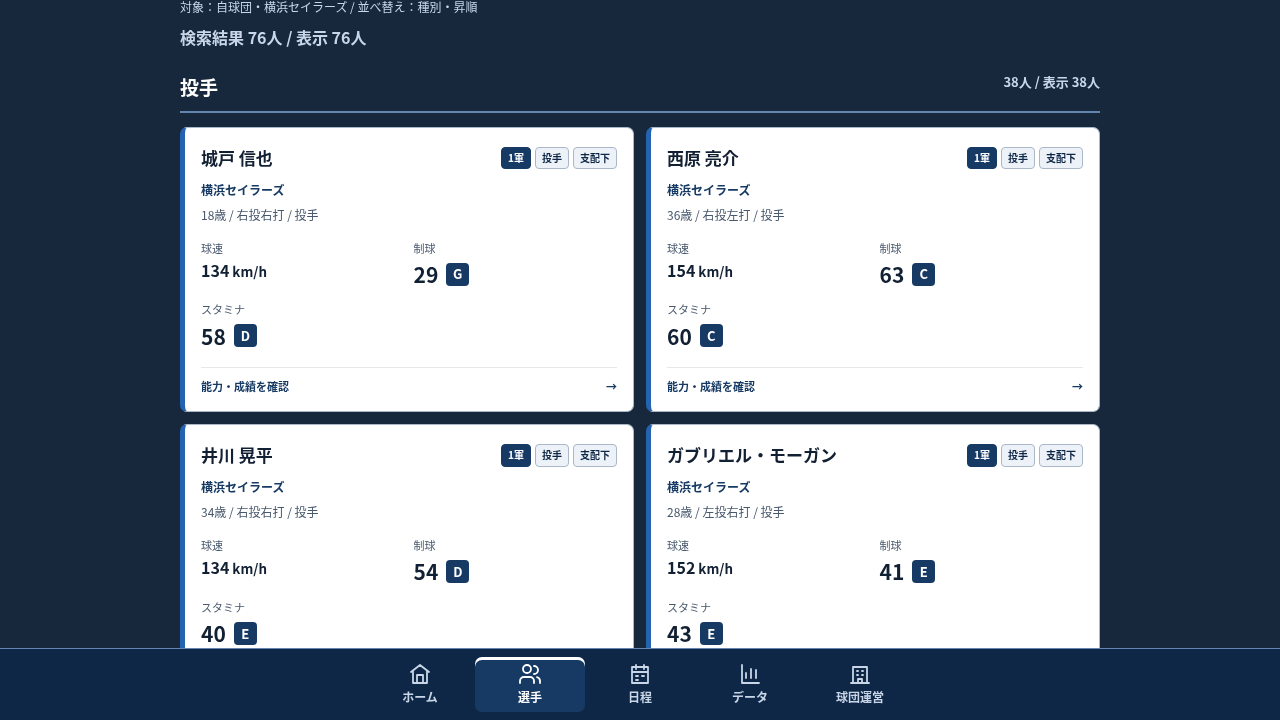 対象：自球団・横浜セイラーズ / 並べ替え：種別・昇順
検索結果 76人 / 表示 76人
投手
38人 / 表示 38人
城戸 信也
1軍 投手 支配下
横浜セイラーズ
18歳 / 右投右打 / 投手
球速 制球
134 km/h 29 G
スタミナ
58 D
能力・成績を確認 →
西原 亮介
1軍 投手 支配下
横浜セイラーズ
36歳 / 右投左打 / 投手
球速 制球
154 km/h 63 C
スタミナ
60 C
能力・成績を確認 →
井川 晃平
1軍 投手 支配下
横浜セイラーズ
34歳 / 右投右打 / 投手
球速 制球
134 km/h 54 D
スタミナ
40 E
ガブリエル・モーガン
1軍 投手 支配下
横浜セイラーズ
28歳 / 左投右打 / 投手
球速 制球
152 km/h 41 E
スタミナ
43 E
ホーム 選手 日程 データ 球団運営